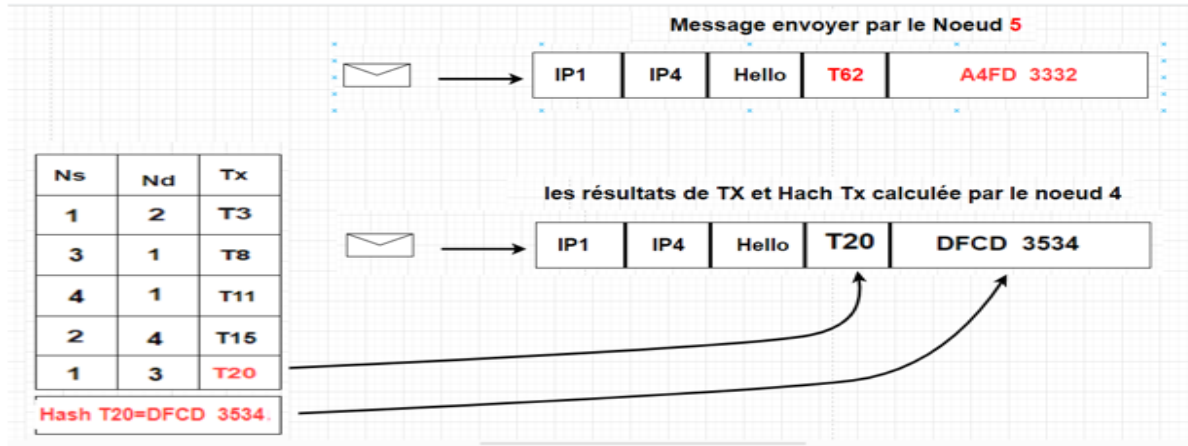 Message envoyer par le Noeud 5
IP1 IP4 Hello T62 A4FD 3332
Ns Nd Tx
1 2 T3
3 1 T8
4 1 T11
2 4 T15
1 3 T20
Hash T20=DFCD 3534.
les résultats de TX et Hach Tx calculée par le noeud 4
IP1 IP4 Hello T20 DFCD 3534